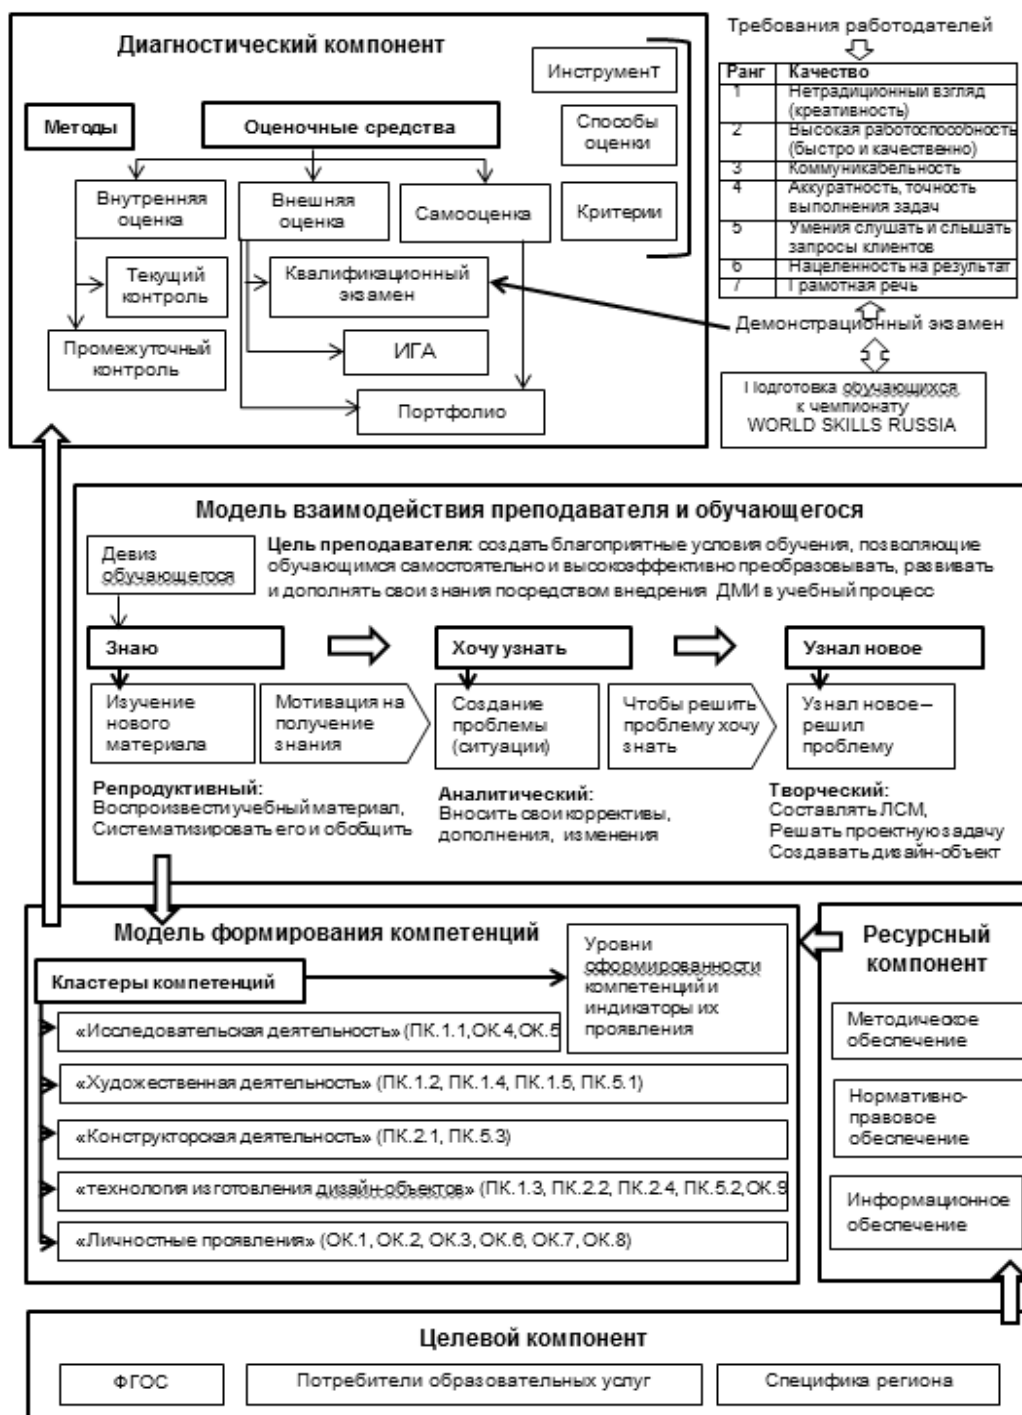 Диагностический компонент
Инструмент
Способы
оценки
Критерии
Методы
Оценочные средства
Внутренняя
оценка
Внешняя
оценка
Самооценка
Текущий
контроль
Квалификационный
экзамен
Промежуточный
контроль
ИГА
Портфолио
Требования работодателей
Ранг Качество
1 Нетрадиционный взгляд
(креативность)
2 Высокая работоспособность
(быстро и качественно)
3 Коммуникабельность
4 Аккуратность, точность
выполнения задач
5 Умения слушать и слышать
запросы клиентов
6 Нацеленность на результат
7 Грамотная речь
Демонстрационный экзамен
Подготовка обучающихся
к чемпионату
WORLD SKILLS RUSSIA
Модель взаимодействия преподавателя и обучающегося
Девиз
обучающегося
Цель преподавателя: создать благоприятные условия обучения, позволяющие
обучающимся самостоятельно и высокоэффективно преобразовывать, развивать
и дополнять свои знания посредством внедрения ДМИ в учебный процесс
Знаю
Хочу узнать
Узнал новое
Изучение
нового
материала
Мотивация на
получение
знания
Создание
проблемы
(ситуации)
Чтобы решить
проблему хочу
знать
Узнал новое–
решил
проблему
Репродуктивный:
Воспроизвести учебный материал,
Систематизировать его и обобщить
Аналитический:
Вносить свои коррективы,
дополнения, изменения
Творческий:
Составлять ЛСМ,
Решать проектную задачу
Создавать дизайн-объект
Модель формирования компетенций
Кластеры компетенций
Уровни
сформированности
компетенций и
индикаторы их
проявления
«Исследовательская деятельность» (ПК.1.1,ОК.4,ОК.5
«Художественная деятельность» (ПК.1.2, ПК.1.4, ПК.1.5, ПК.5.1)
«Конструкторская деятельность» (ПК.2.1, ПК.5.3)
«технология изготовления дизайн-объектов» (ПК.1.3, ПК.2.2, ПК.2.4, ПК.5.2,ОК.9
«Личностные проявления» (ОК.1, ОК.2, ОК.3, ОК.6, ОК.7, ОК.8)
Ресурсный
компонент
Методическое
обеспечение
Нормативно-
правовое
обеспечение
Информационное
обеспечение
Целевой компонент
ФГОС
Потребители образовательных услуг
Специфика региона